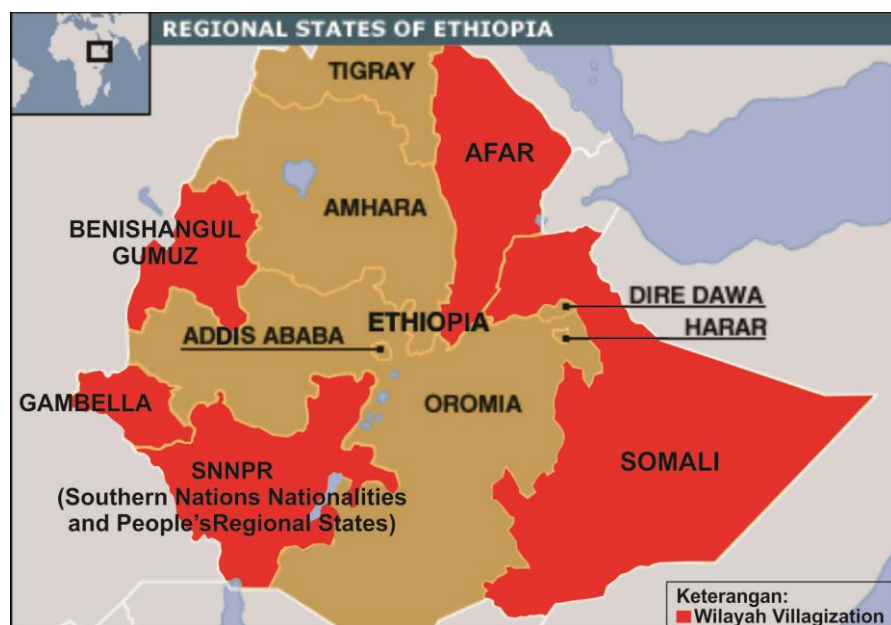 REGIONAL STATES OF ETHIOPIA
TIGRAY
AFAR
AMHARA
BENISHANGUL
GUMUZ
DIRE DAWA
ETHIOPIA
HARAR
ADDIS ABABA
GAMBELLA
OROMIA
SOMALI
SNNPR
(Southern Nations Nationalities
and People'sRegional States)
Keterangan:
Wilayah Villagization